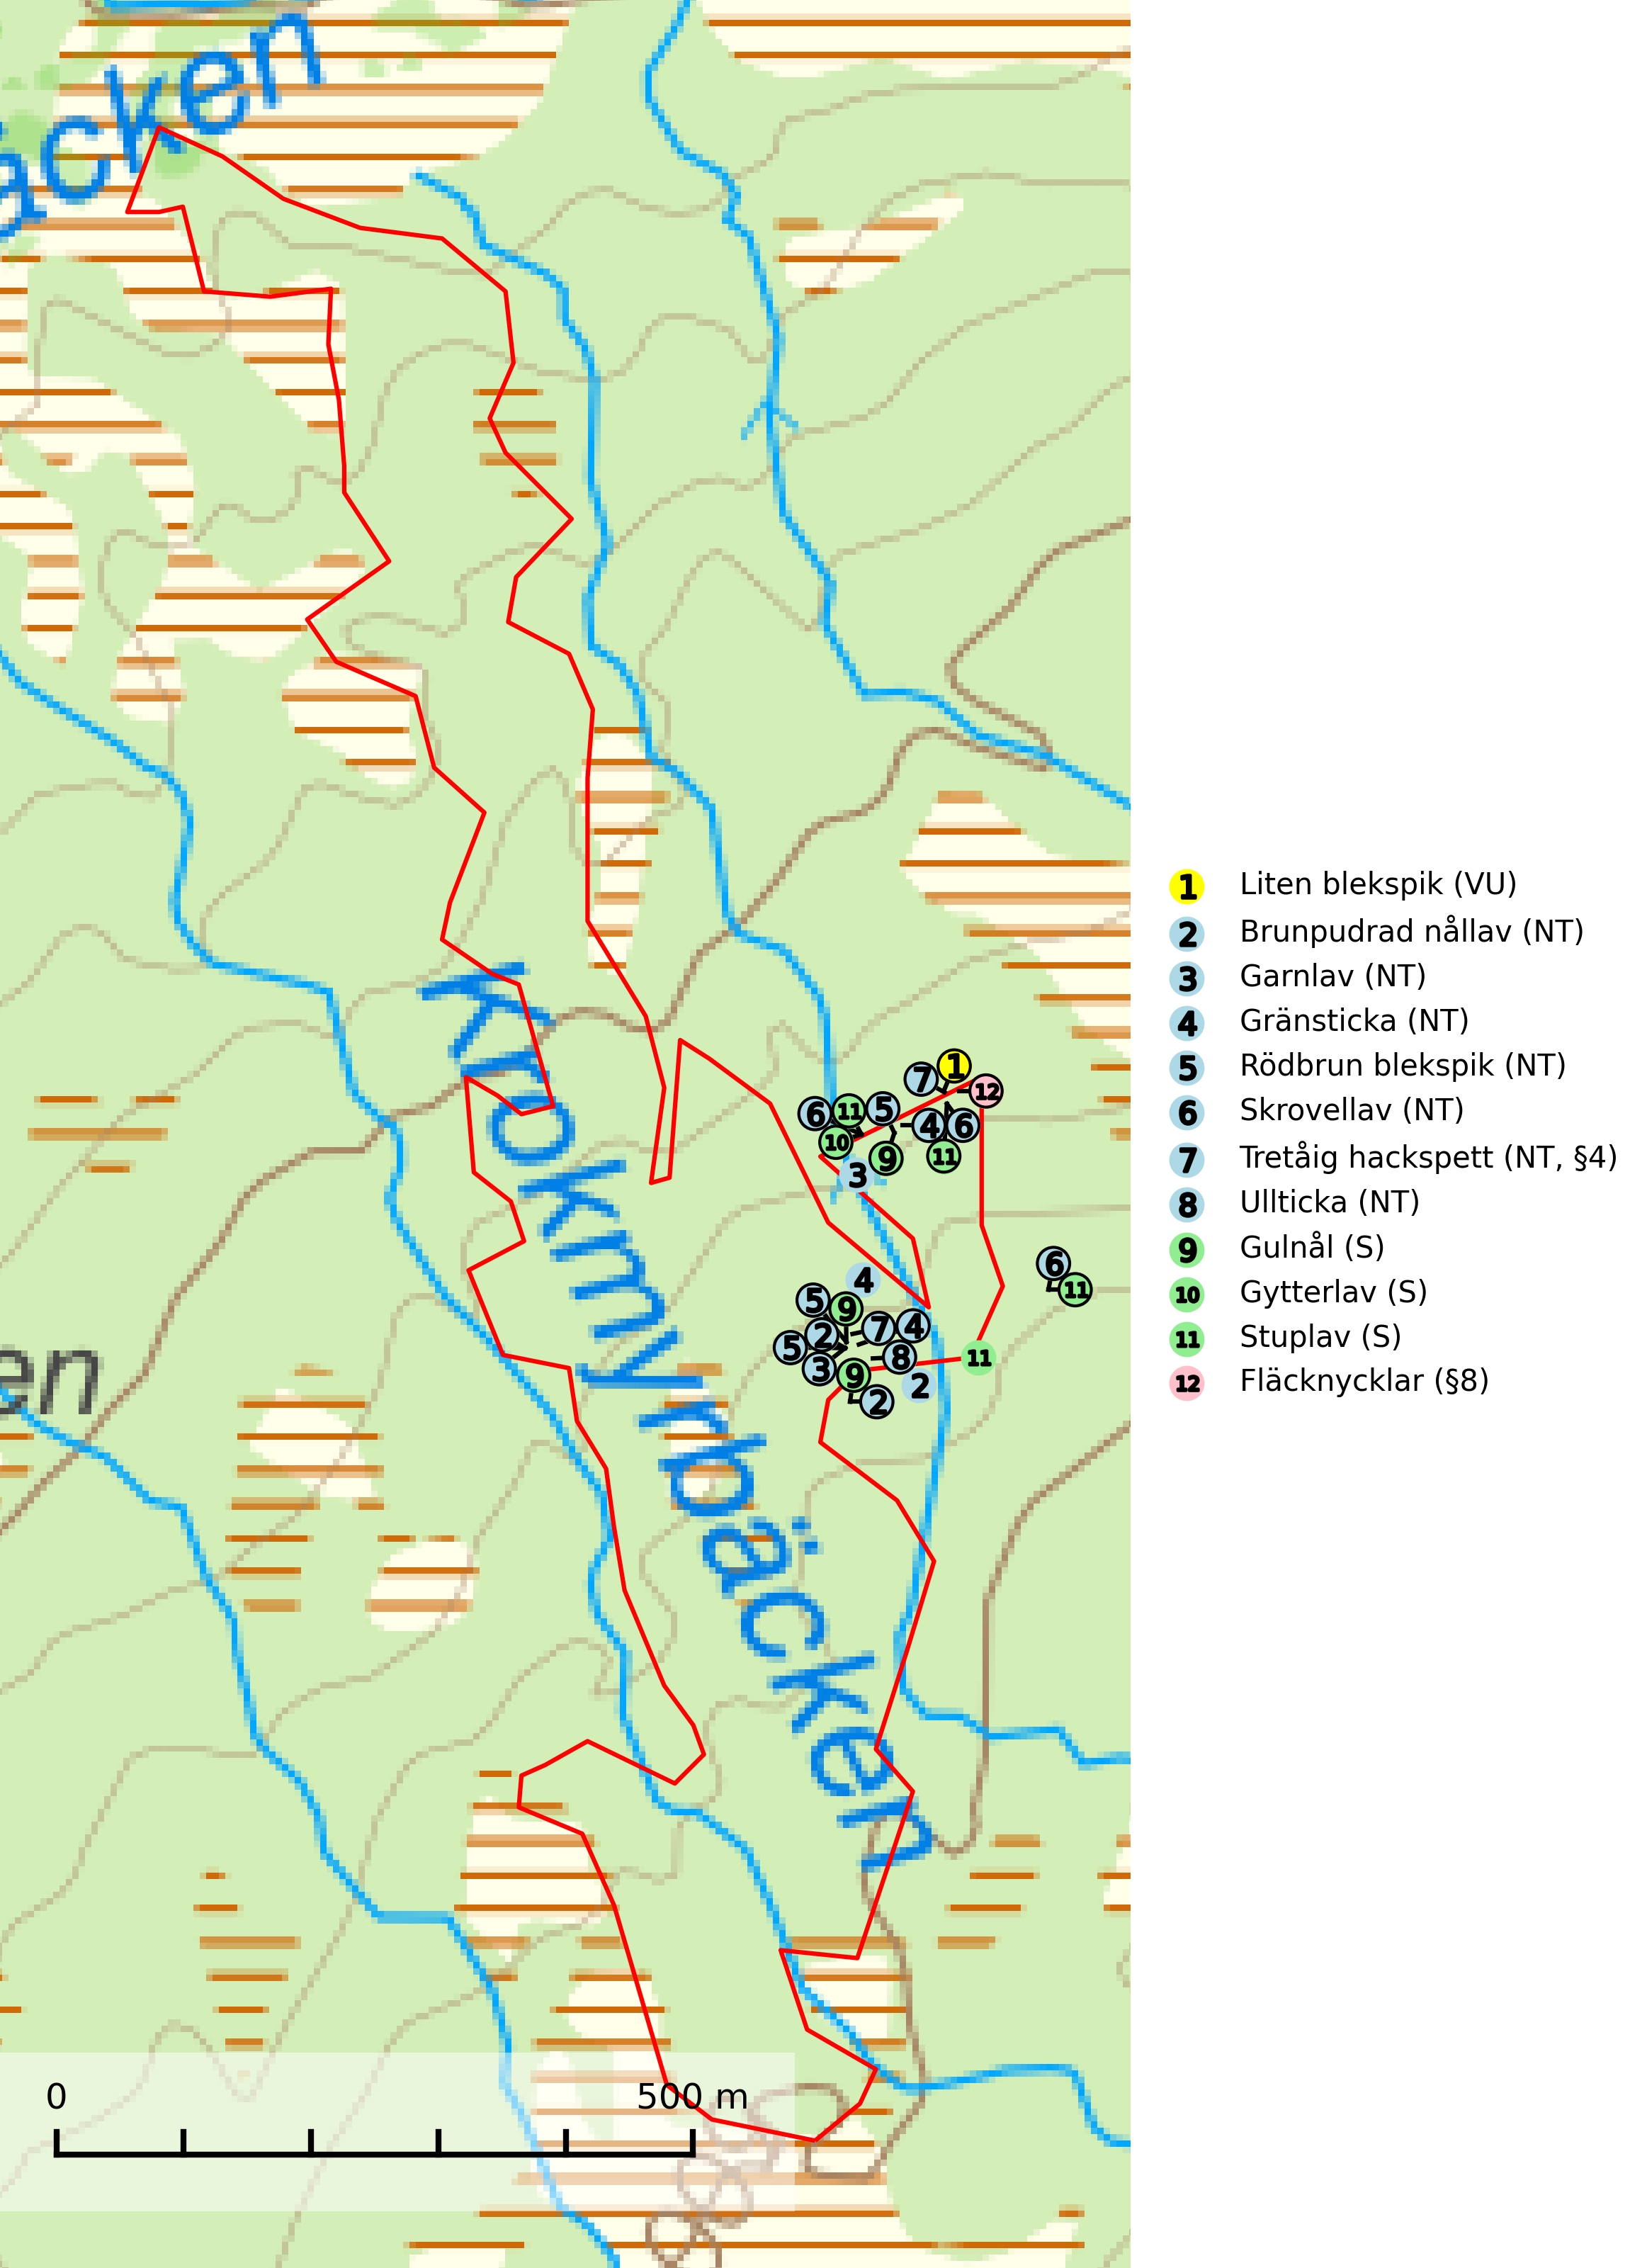 äcken
Krokmyrbäcken
en
7
1
12
6
11
5
4
6
10
9
11
3
6
11
4
5
9
2
7
4
5
3
8
11
9
2
2
1 Liten blekspik (VU)
2 Brunpudrad nållav (NT)
3 Garnlav (NT)
4 Gränsticka (NT)
5 Rödbrun blekspik (NT)
6 Skrovellav (NT)
7 Tretåig hackspett (NT, §4)
8 Ullticka (NT)
9 Gulnål (S)
10 Gytterlav (S)
11 Stuplav (S)
12 Fläcknycklar (§8)
0 500 m